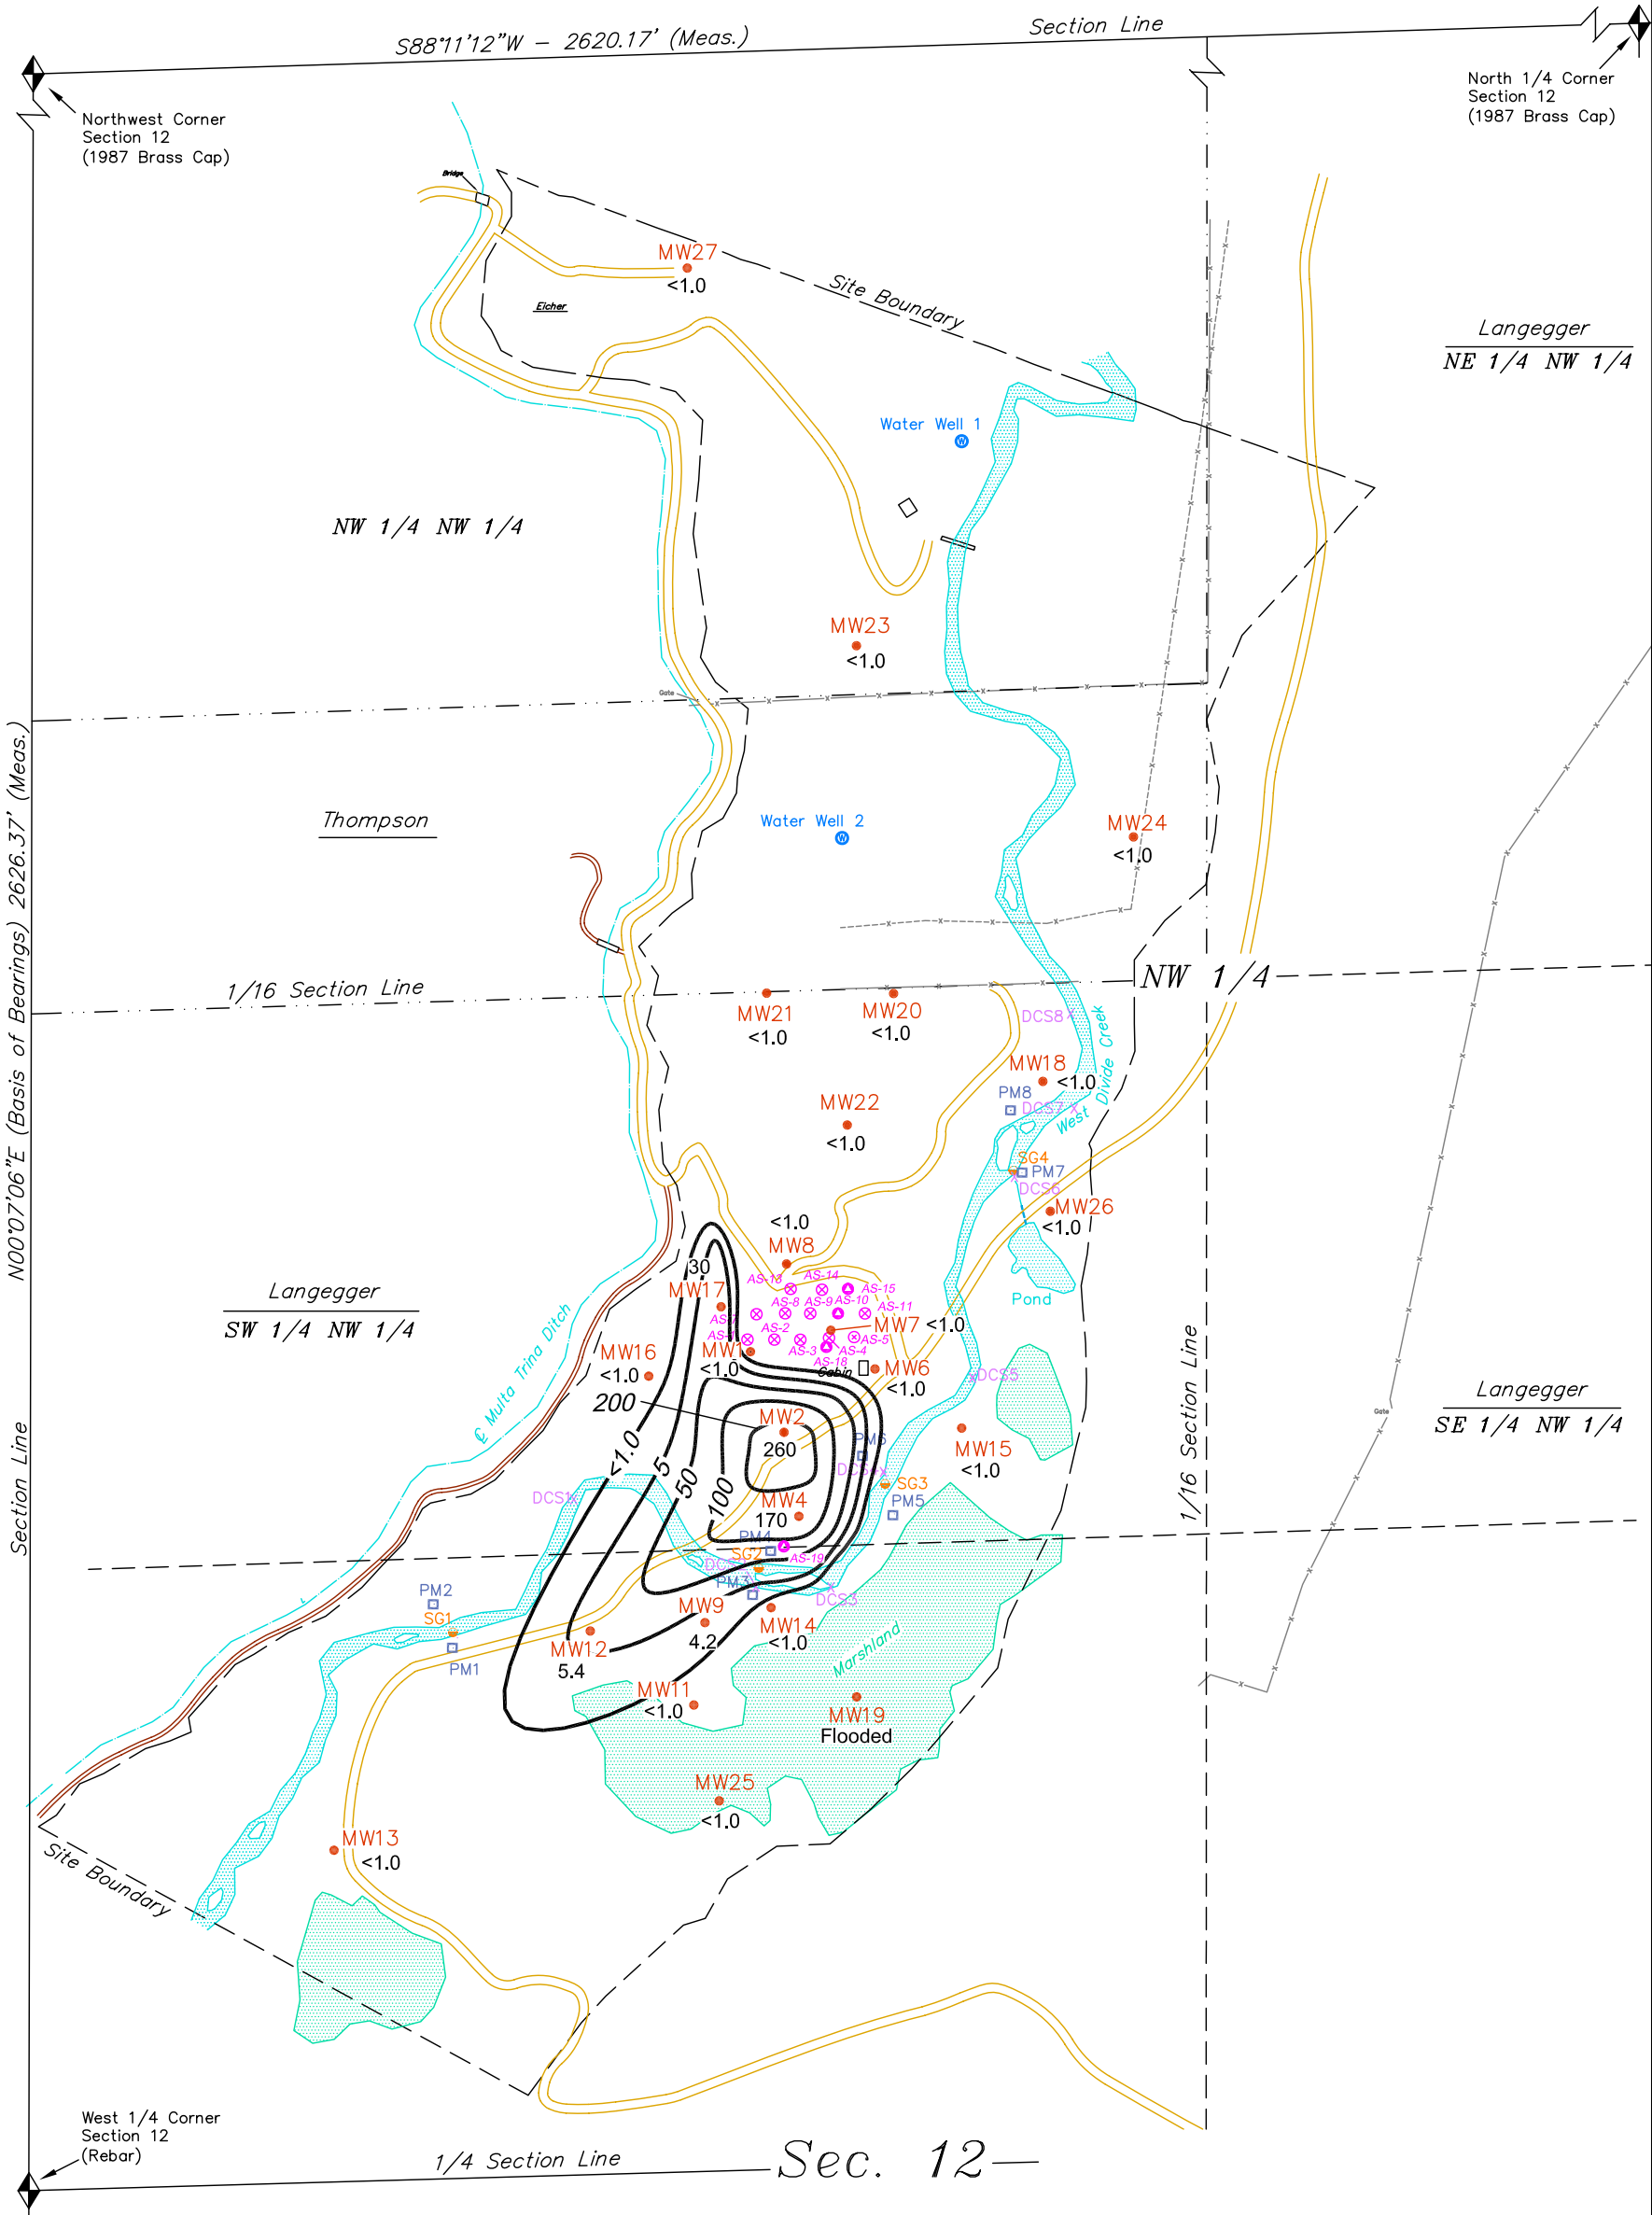 S88°11'12"W - 2620.17' (Meas.)
Section Line
Northwest Corner
Section 12
(1987 Brass Cap)
North 1/4 Corner
Section 12
(1987 Brass Cap)
Bridge
MW27
<1.0
Eicher
Site Boundary
Langegger
NE 1/4 NW 1/4
Water Well 1
NW 1/4 NW 1/4
MW23
<1.0
Gate
N00°07'06"E (Basis of Bearings) 2626.37' (Meas.)
Thompson
Water Well 2
MW24
<1.0
1/16 Section Line
NW 1/4
MW21
<1.0
MW20
<1.0
DCS8
West Divide Creek
MW18
<1.0
PM8
DCS7
MW22
<1.0
SG4
PM7
DCS6
MW26
<1.0
<1.0
MW8
30
AS-13
AS-14
AS-15
Pond
Langegger
SW 1/4 NW 1/4
MW17
AS-8
AS-9
AS-10
AS-11
AS-2
MW7
<1.0
AS-5
AS-3
AS-4
AS-18
Cabin
MW1
<1.0
MW16
<1.0
MW6
<1.0
DCS5
℄ Multa Trina Ditch
200
MW2
260
PM6
MW15
<1.0
1/16 Section Line
Langegger
SE 1/4 NW 1/4
Gate
<1.0
5
50
100
DCS1
SG3
PM5
MW4
170
PM4
AS-19
SG2
PM3
DCS3
Section Line
PM2
SG1
PM1
MW9
4.2
MW14
<1.0
MW12
5.4
Marshland
MW11
<1.0
MW19
Flooded
MW25
<1.0
MW13
<1.0
Site Boundary
West 1/4 Corner
Section 12
(Rebar)
1/4 Section Line
Sec. 12